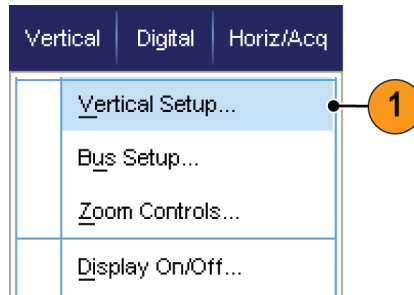 Vertical Digital Horiz/Acq
Vertical Setup... 1
Bus Setup...
Zoom Controls...
Display On/Off...